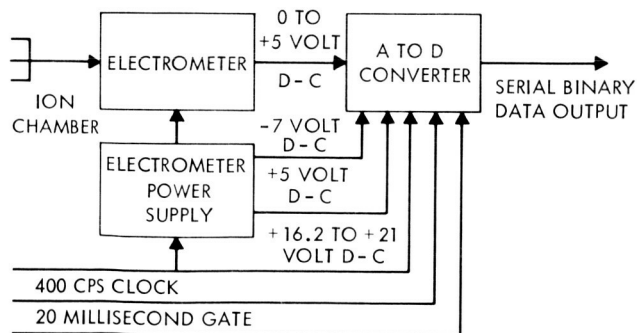 0 TO
+5 VOLT
D-C
ELECTROMETER
A TO D
CONVERTER
ION
CHAMBER
SERIAL BINARY
DATA OUTPUT
-7 VOLT
D-C
ELECTROMETER
POWER
SUPPLY
+5 VOLT
D-C
+16.2 TO +21
VOLT D-C
400 CPS CLOCK
20 MILLISECOND GATE